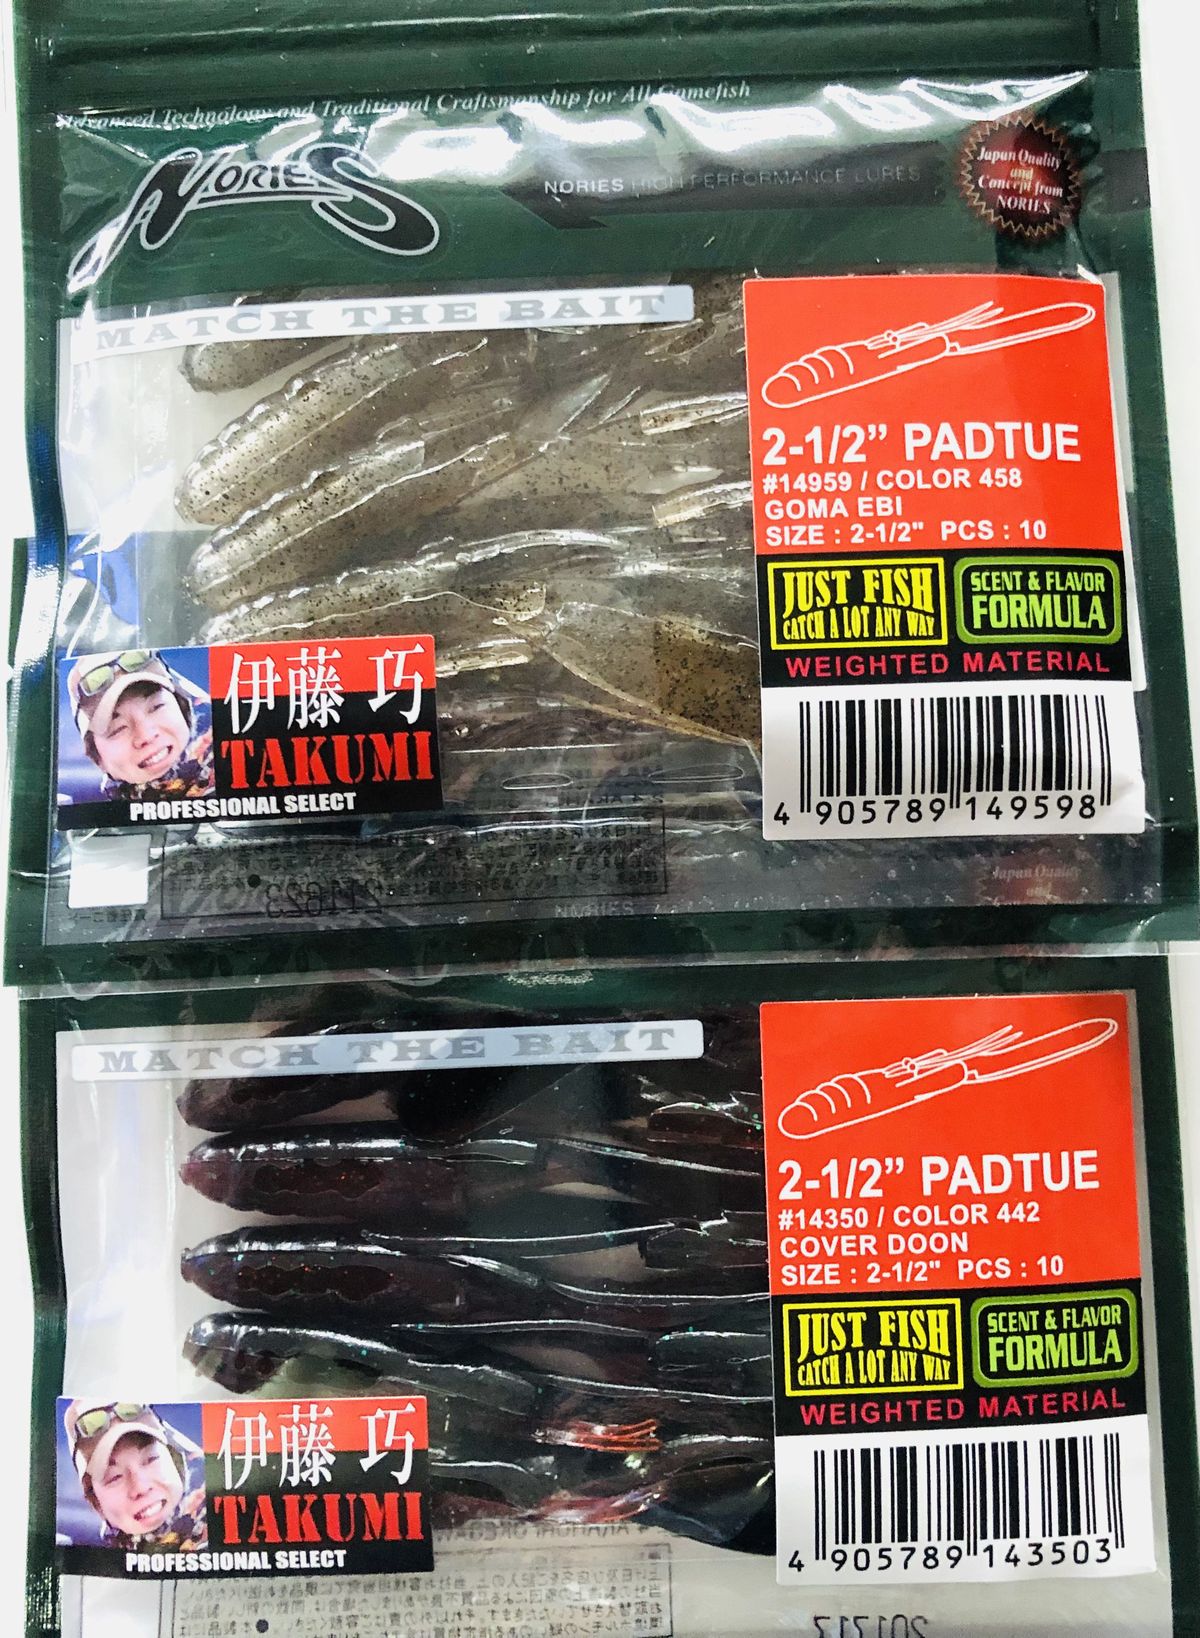 Advanced Technology and Traditional Craftsmanship for All Gamefish
NORIES
NORIES HIGH PERFORMANCE LURES
Japan Quality
and
Concept from
NORIES
MATCH THE BAIT
2-1/2” PADTUE
#14959 / COLOR 458
GOMA EBI
SIZE : 2-1/2" PCS : 10
JUST FISH
CATCH A LOT ANY WAY
SCENT & FLAVOR
FORMULA
WEIGHTED MATERIAL
伊藤 巧
TAKUMI
PROFESSIONAL SELECT
4 905789 149598
Japan Quality
and
NORIES
MATCH THE BAIT
2-1/2” PADTUE
#14350 / COLOR 442
COVER DOON
SIZE : 2-1/2" PCS : 10
JUST FISH
CATCH A LOT ANY WAY
SCENT & FLAVOR
FORMULA
WEIGHTED MATERIAL
伊藤 巧
TAKUMI
PROFESSIONAL SELECT
4 905789 143503